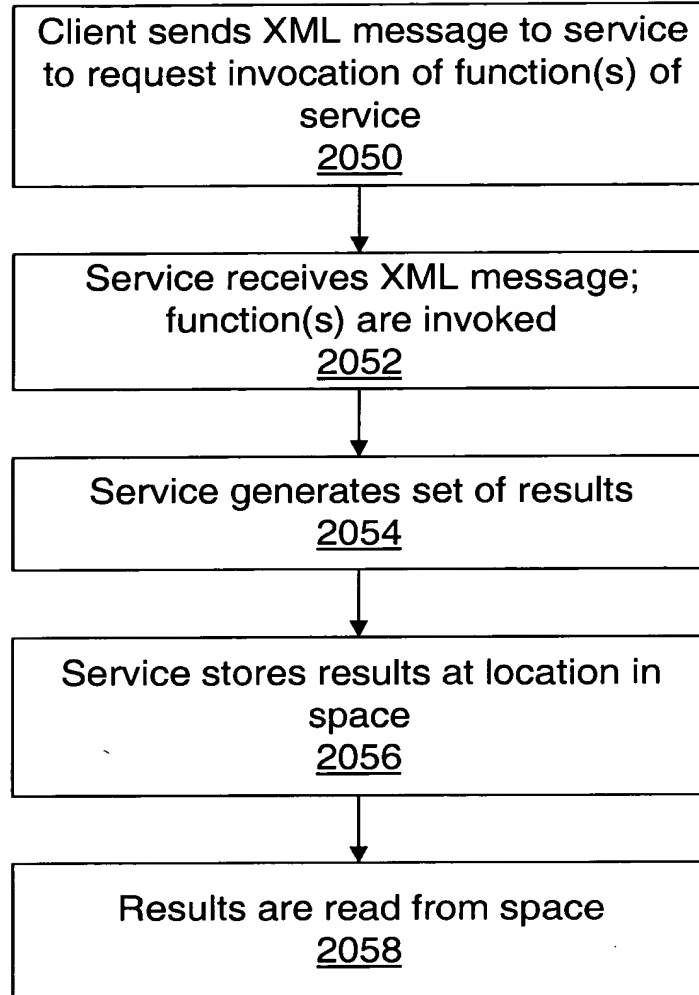 Client sends XML message to service
to request invocation of function(s) of
service
2050
Service receives XML message;
function(s) are invoked
2052
Service generates set of results
2054
Service stores results at location in
space
2056
Results are read from space
2058